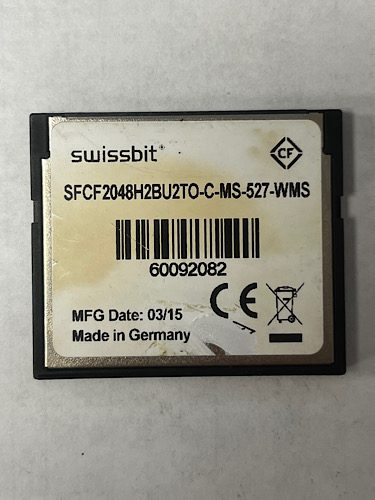 swissbit
CF
SFCF2048H2BU2TO-C-MS-527-WMS
60092082
MFG Date: 03/15
Made in Germany
CE